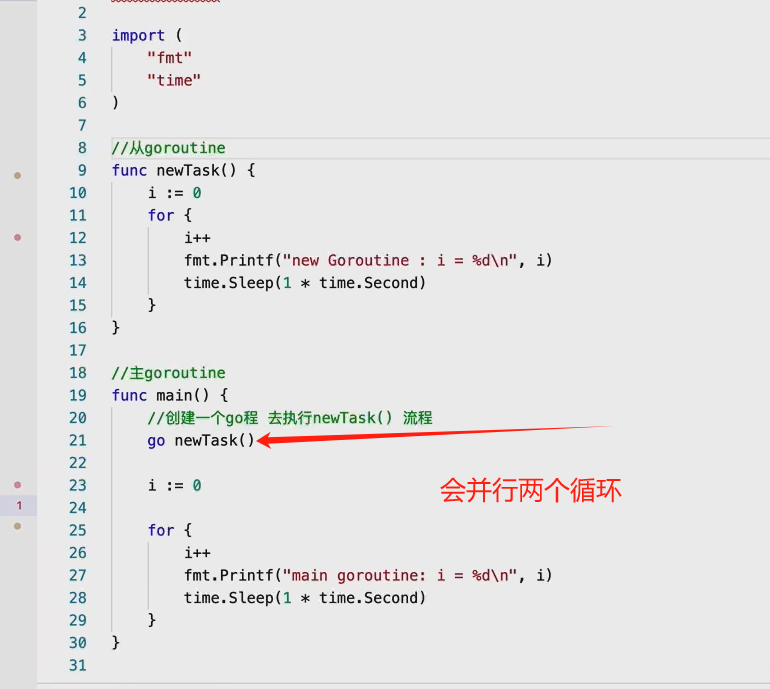 2
3 import (
4 "fmt"
5 "time"
6 )
7
8 //从goroutine
9 func newTask() {
10 i := 0
11 for {
12 i++
13 fmt.Printf("new Goroutine : i = %d\n", i)
14 time.Sleep(1 * time.Second)
15 }
16 }
17
18 //主goroutine
19 func main() {
20 //创建一个go程 去执行newTask() 流程
21 go newTask()
22
1 23 i := 0
会并行两个循环
24
25 for {
26 i++
27 fmt.Printf("main goroutine: i = %d\n", i)
28 time.Sleep(1 * time.Second)
29 }
30 }
31